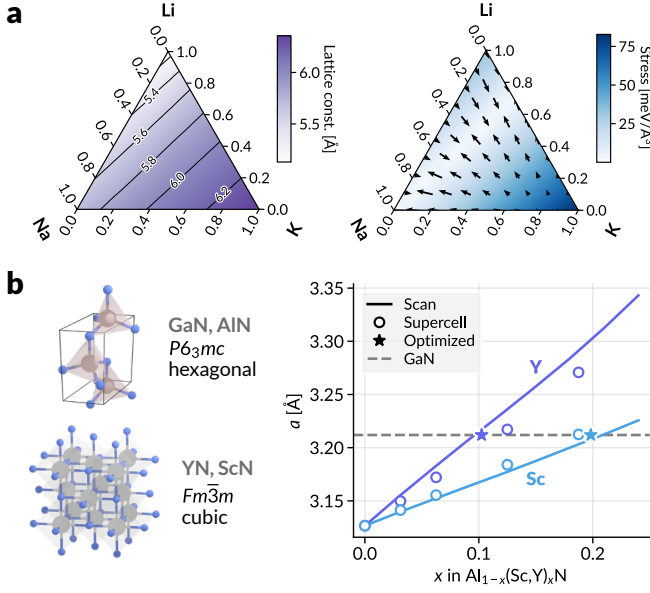 a
Li
0.0
1.0
0.2
0.8
0.4
0.6
0.6
0.4
0.8
0.2
1.0
0.0
0.0
0.2
0.4
0.6
0.8
1.0
Na
K
5.4
5.6
5.8
6.0
6.2
6.0
5.5
Lattice const. [Å]
Li
0.0
1.0
0.2
0.8
0.4
0.6
0.6
0.4
0.8
0.2
1.0
0.0
0.0
0.2
0.4
0.6
0.8
1.0
Na
K
75
50
25
Stress [meV/Å³]
b
GaN, AlN
P6₃mc
hexagonal
YN, ScN
Fm3̅m
cubic
3.35
3.30
3.25
3.20
3.15
a [Å]
Scan
Supercell
Optimized
GaN
Y
Sc
0.0
0.1
0.2
x in Al₁₋ₓ(Sc,Y)ₓN